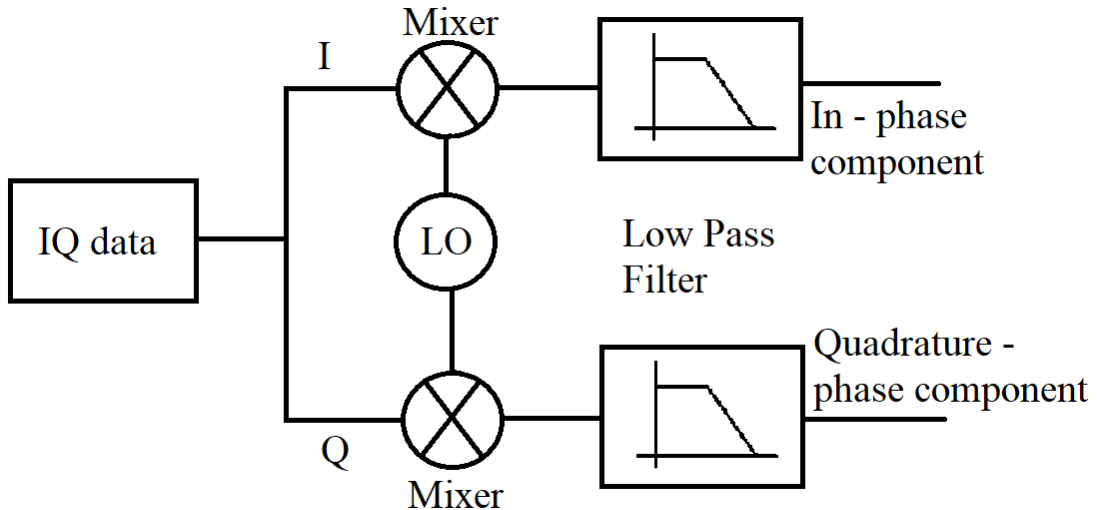 Mixer
I
In - phase
component
IQ data
LO
Low Pass
Filter
Quadrature -
phase component
Q
Mixer